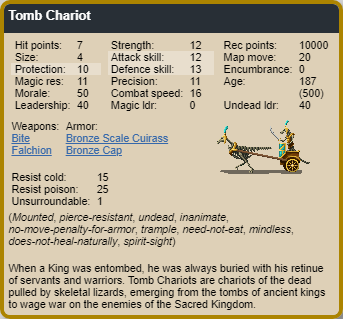 Tomb Chariot
Hit points: 7 Strength: 12 Rec points: 10000
Size: 4 Attack skill: 12 Map move: 20
Protection: 10 Defence skill: 13 Encumbrance: 0
Magic res: 11 Precision: 11 Age: 187
Morale: 50 Combat speed: 16 (500)
Leadership: 40 Magic ldr: 0 Undead ldr: 40
Weapons: Armor:
Bite Bronze Scale Cuirass
Falchion Bronze Cap
Resist cold: 15
Resist poison: 25
Unsurroundable: 1
(Mounted, pierce-resistant, undead, inanimate,
no-move-penalty-for-armor, trample, need-not-eat, mindless,
does-not-heal-naturally, spirit-sight)
When a King was entombed, he was always buried with his retinue
of servants and warriors. Tomb Chariots are chariots of the dead
pulled by skeletal lizards, emerging from the tombs of ancient kings
to wage war on the enemies of the Sacred Kingdom.